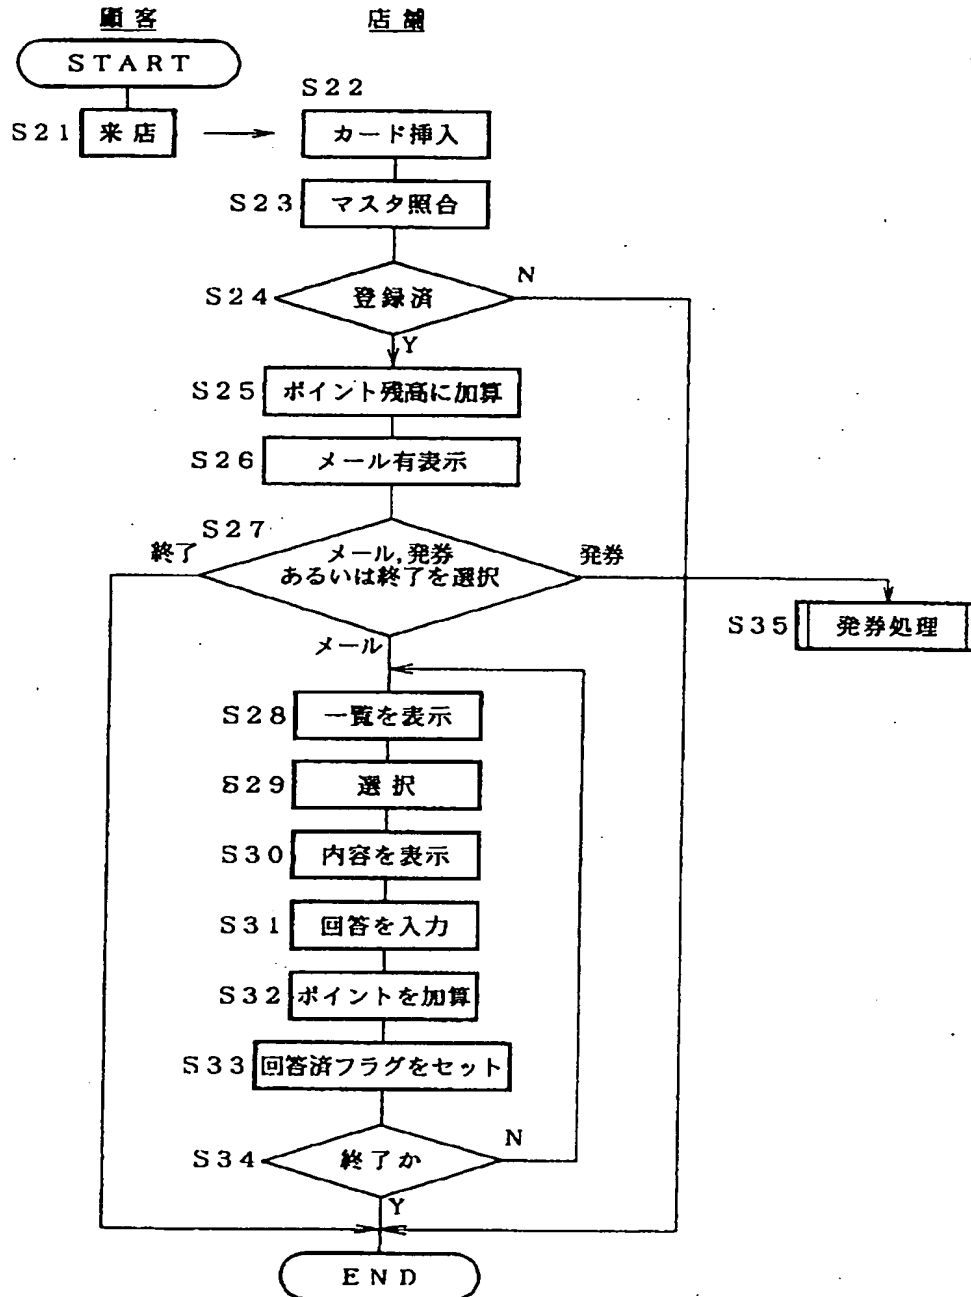 顧客 店舗
START
S22
S21 来店 カード挿入
S23 マスタ照合
N
S24 登録済
Y
S25 ポイント残高に加算
S26 メール有表示
S27
終了 メール,発券 発券
あるいは終了を選択
S35 発券処理
メール
S28 一覧を表示
S29 選択
S30 内容を表示
S31 回答を入力
S32 ポイントを加算
S33 回答済フラグをセット
N
S34 終了か
Y
END